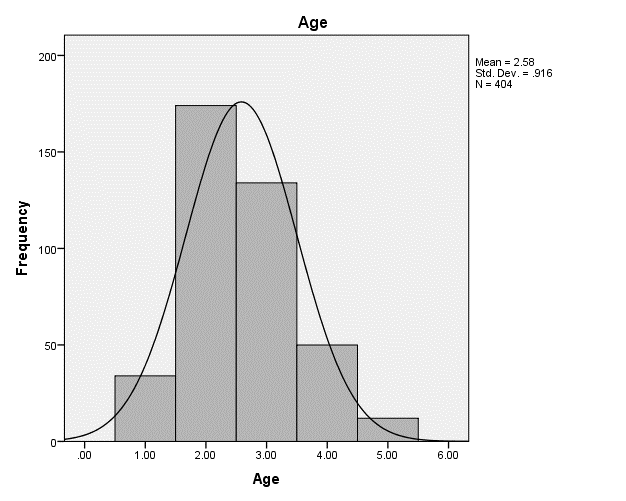 Age
Mean = 2.58
Std. Dev. = .916
N = 404
200
150
100
50
0
Frequency
.00 1.00 2.00 3.00 4.00 5.00 6.00
Age